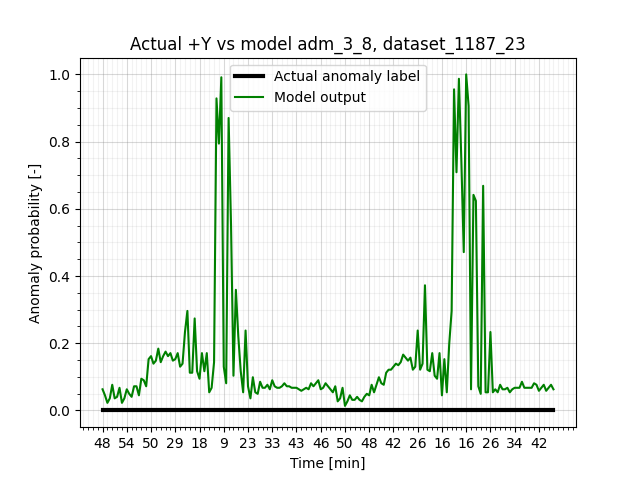 Actual +Y vs model adm_3_8, dataset_1187_23
Actual anomaly label
Model output
Anomaly probability [-]
1.0
0.8
0.6
0.4
0.2
0.0
48 54 50 29 18 9 23 33 43 46 50 48 42 26 16 16 26 34 42
Time [min]